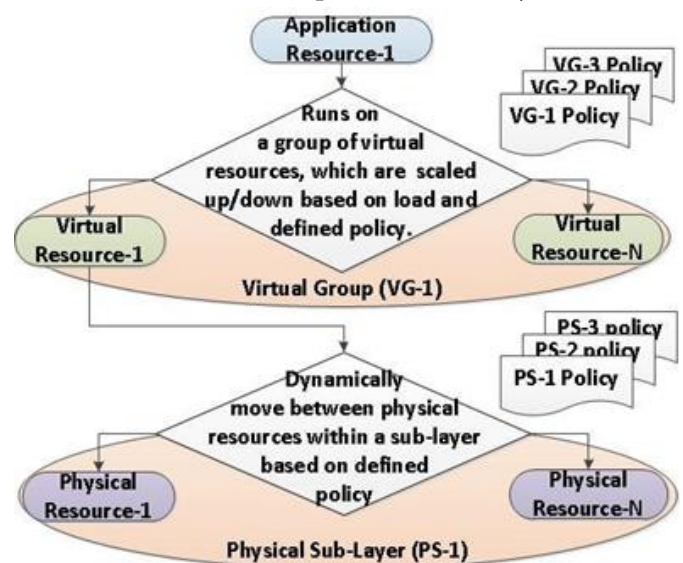 Application
Resource-1
VG-3 Policy
VG-2 Policy
VG-1 Policy
Runs on
a group of virtual
resources, which are scaled
up/down based on load and
defined policy.
Virtual
Resource-1
Virtual
Resource-N
Virtual Group (VG-1)
PS-3 policy
PS-2 policy
PS-1 Policy
Dynamically
move between physical
resources within a sub-layer
based on defined
policy
Physical
Resource-1
Physical
Resource-N
Physical Sub-Layer (PS-1)